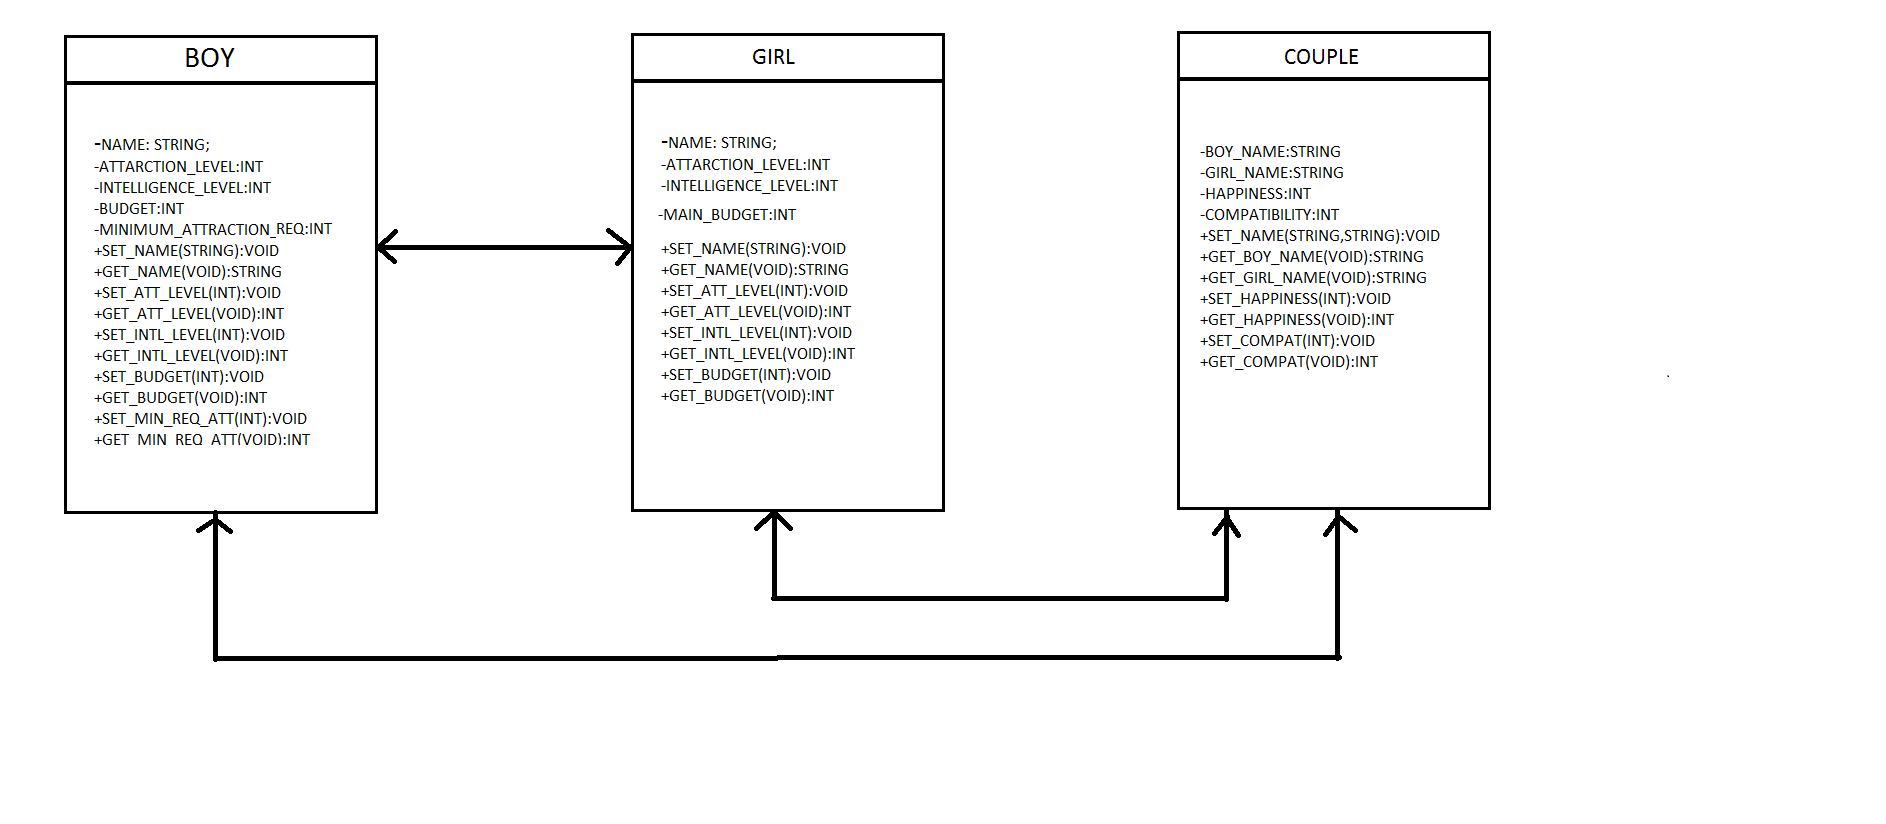 BOY
-NAME: STRING;
-ATTARCTION_LEVEL:INT
-INTELLIGENCE_LEVEL:INT
-BUDGET:INT
-MINIMUM_ATTRACTION_REQ:INT
+SET_NAME(STRING):VOID
+GET_NAME(VOID):STRING
+SET_ATT_LEVEL(INT):VOID
+GET_ATT_LEVEL(VOID):INT
+SET_INTL_LEVEL(INT):VOID
+GET_INTL_LEVEL(VOID):INT
+SET_BUDGET(INT):VOID
+GET_BUDGET(VOID):INT
+SET_MIN_REQ_ATT(INT):VOID
+GET_MIN_REQ_ATT(VOID):INT
GIRL
-NAME: STRING;
-ATTARCTION_LEVEL:INT
-INTELLIGENCE_LEVEL:INT
-MAIN_BUDGET:INT
+SET_NAME(STRING):VOID
+GET_NAME(VOID):STRING
+SET_ATT_LEVEL(INT):VOID
+GET_ATT_LEVEL(VOID):INT
+SET_INTL_LEVEL(INT):VOID
+GET_INTL_LEVEL(VOID):INT
+SET_BUDGET(INT):VOID
+GET_BUDGET(VOID):INT
COUPLE
-BOY_NAME:STRING
-GIRL_NAME:STRING
-HAPPINESS:INT
-COMPATIBILITY:INT
+SET_NAME(STRING,STRING):VOID
+GET_BOY_NAME(VOID):STRING
+GET_GIRL_NAME(VOID):STRING
+SET_HAPPINESS(INT):VOID
+GET_HAPPINESS(VOID):INT
+SET_COMPAT(INT):VOID
+GET_COMPAT(VOID):INT